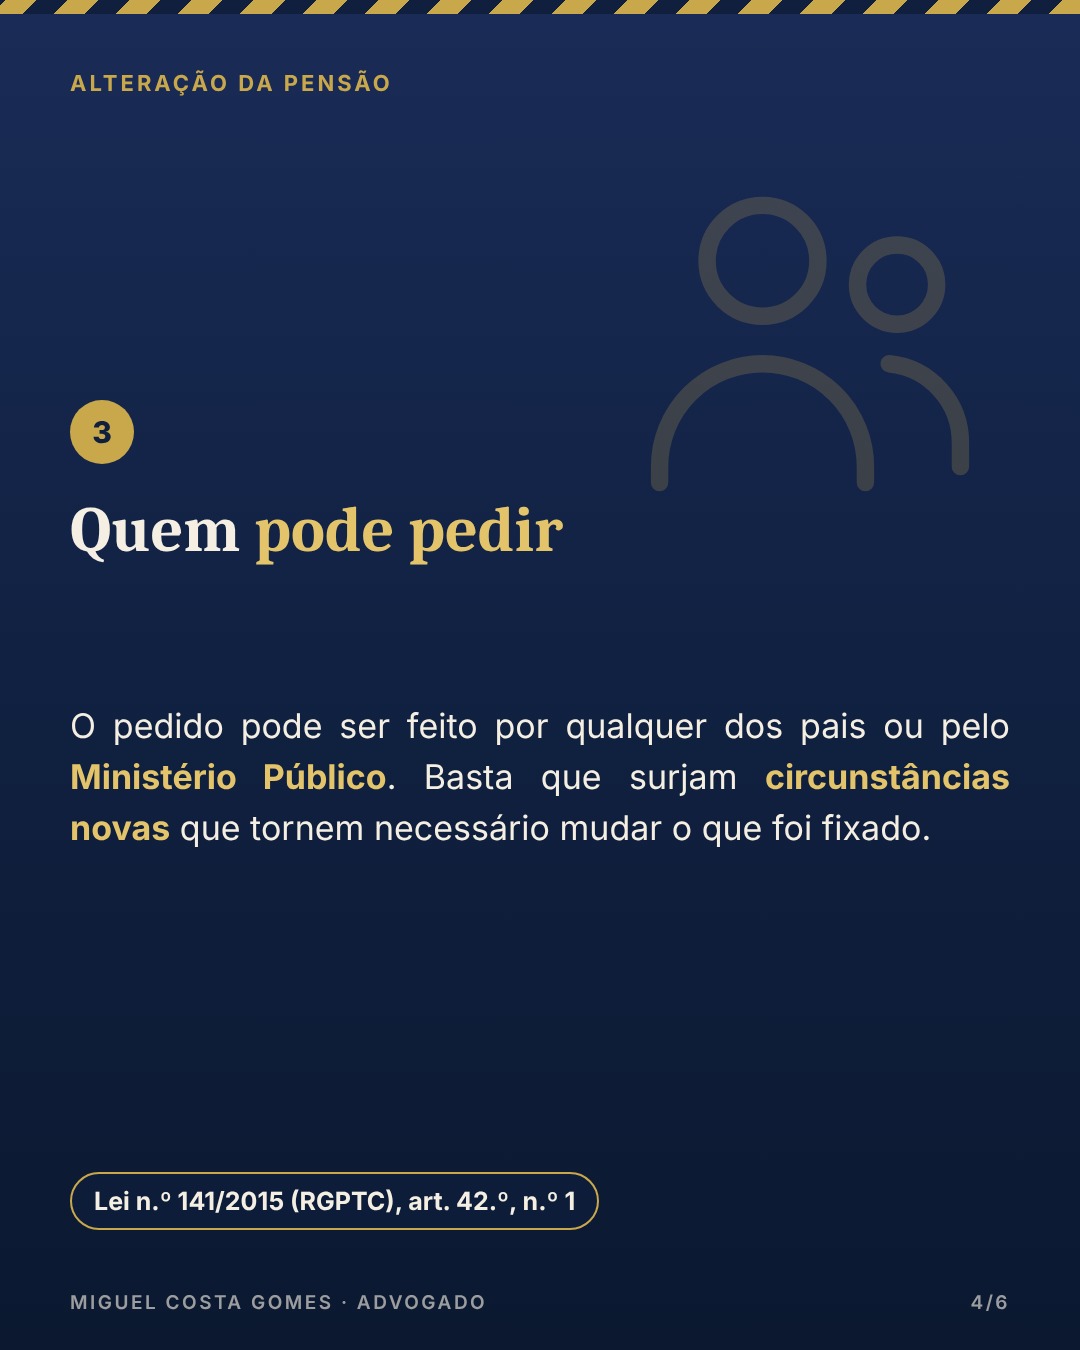 ALTERAÇÃO DA PENSÃO
3
Quem pode pedir
O pedido pode ser feito por qualquer dos pais ou pelo
Ministério Público. Basta que surjam circunstâncias
novas que tornem necessário mudar o que foi fixado.
Lei n.º 141/2015 (RGPTC), art. 42.º, n.º 1
MIGUEL COSTA GOMES · ADVOGADO
4/6